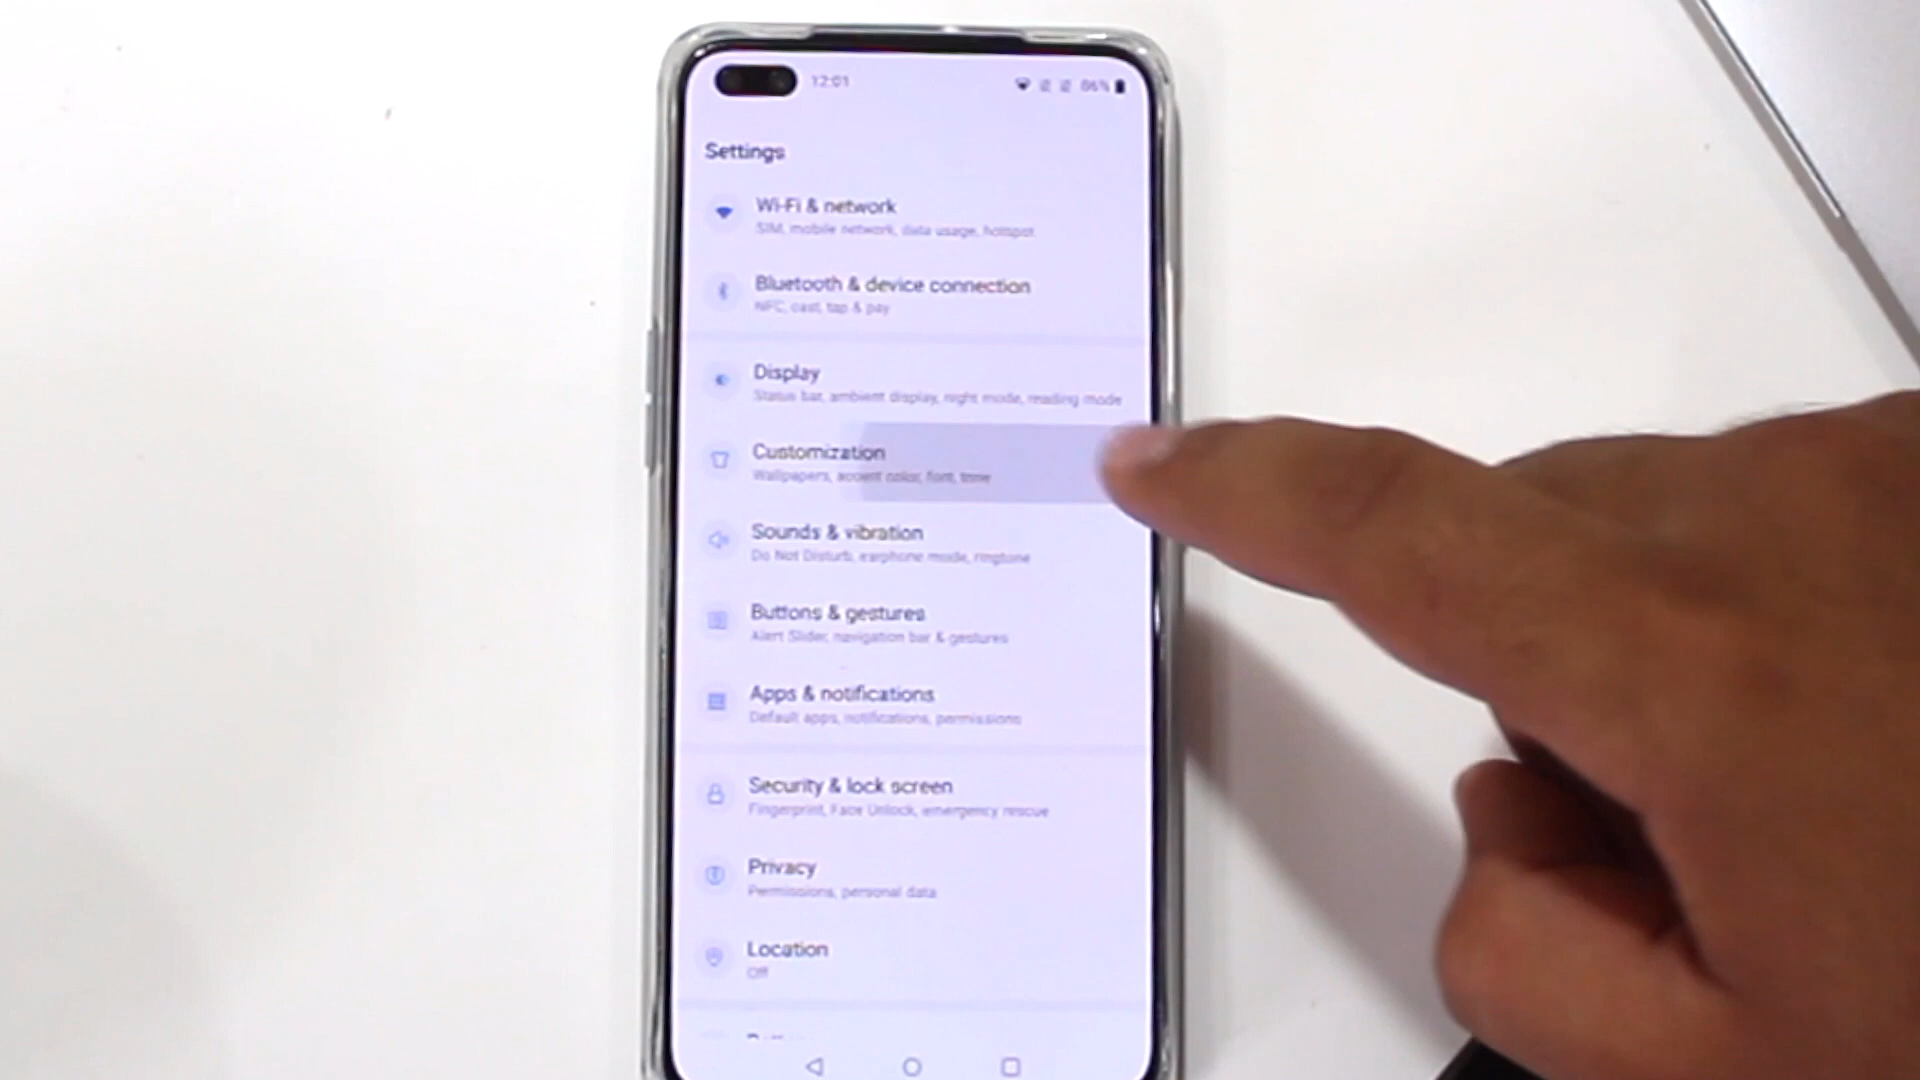 12:01
86%
Settings
Wi-Fi & network
SIM, mobile network, data usage, hotspot
Bluetooth & device connection
NFC, cast, tap & pay
Display
Status bar, ambient display, night mode, reading mode
Customization
Wallpapers, accent color, font, tone
Sounds & vibration
Do Not Disturb, earphone mode, ringtone
Buttons & gestures
Alert Slider, navigation bar & gestures
Apps & notifications
Default apps, notifications, permissions
Security & lock screen
Fingerprint, Face Unlock, emergency rescue
Privacy
Permissions, personal data
Location
Off